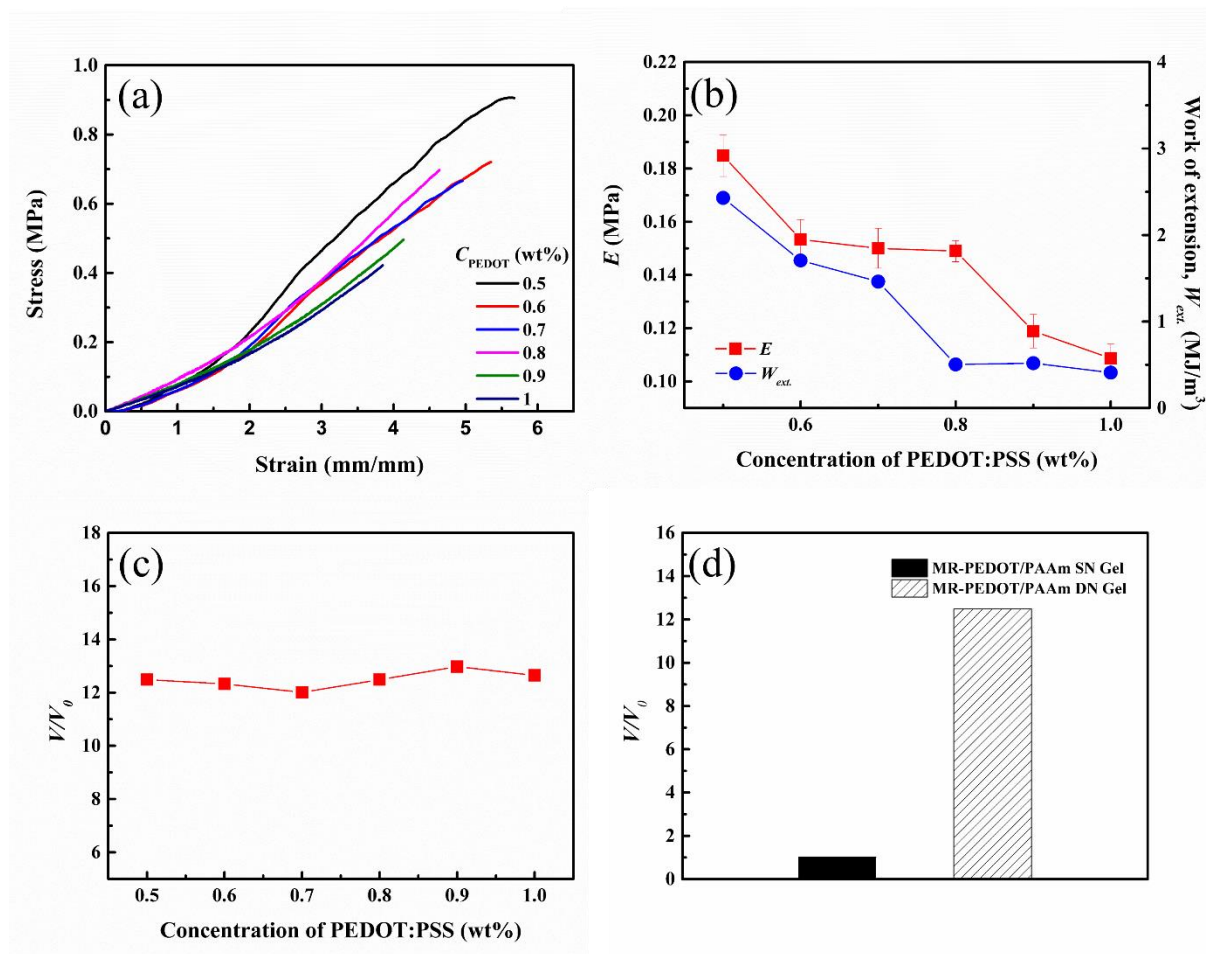 (a)
Stress (MPa)
1.0
0.8
0.6
0.4
0.2
0.0
0 1 2 3 4 5 6
Strain (mm/mm)
C_PEDOT (wt%)
0.5
0.6
0.7
0.8
0.9
1
(b)
E (MPa)
0.22
0.20
0.18
0.16
0.14
0.12
0.10
0.6 0.8 1.0
Concentration of PEDOT:PSS (wt%)
4
3
2
1
0
Work of extension, W_ext. (MJ/m³)
E
W_ext.
(c)
V/V₀
18
16
14
12
10
8
6
0.5 0.6 0.7 0.8 0.9 1.0
Concentration of PEDOT:PSS (wt%)
(d)
V/V₀
16
14
12
10
8
6
4
2
0
MR-PEDOT/PAAm SN Gel
MR-PEDOT/PAAm DN Gel